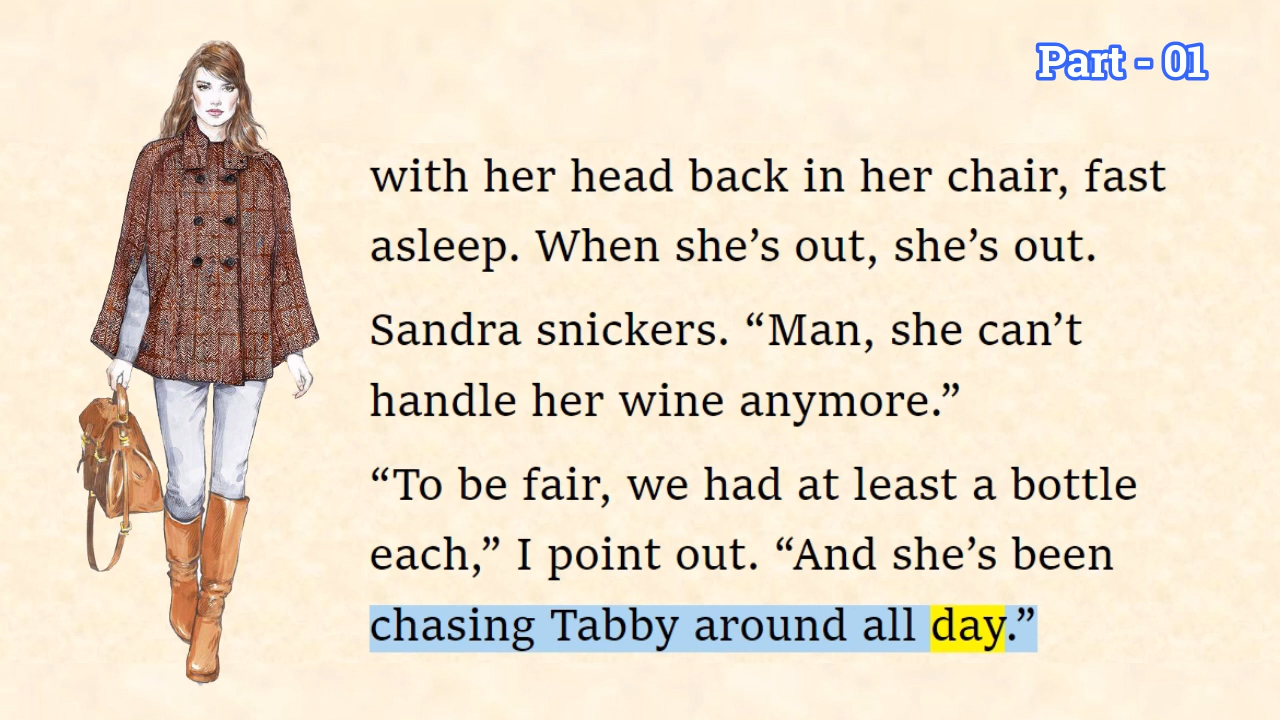 Part - 01
with her head back in her chair, fast
asleep. When she’s out, she’s out.
Sandra snickers. “Man, she can’t
handle her wine anymore.”
“To be fair, we had at least a bottle
each,” I point out. “And she’s been
chasing Tabby around all day.”